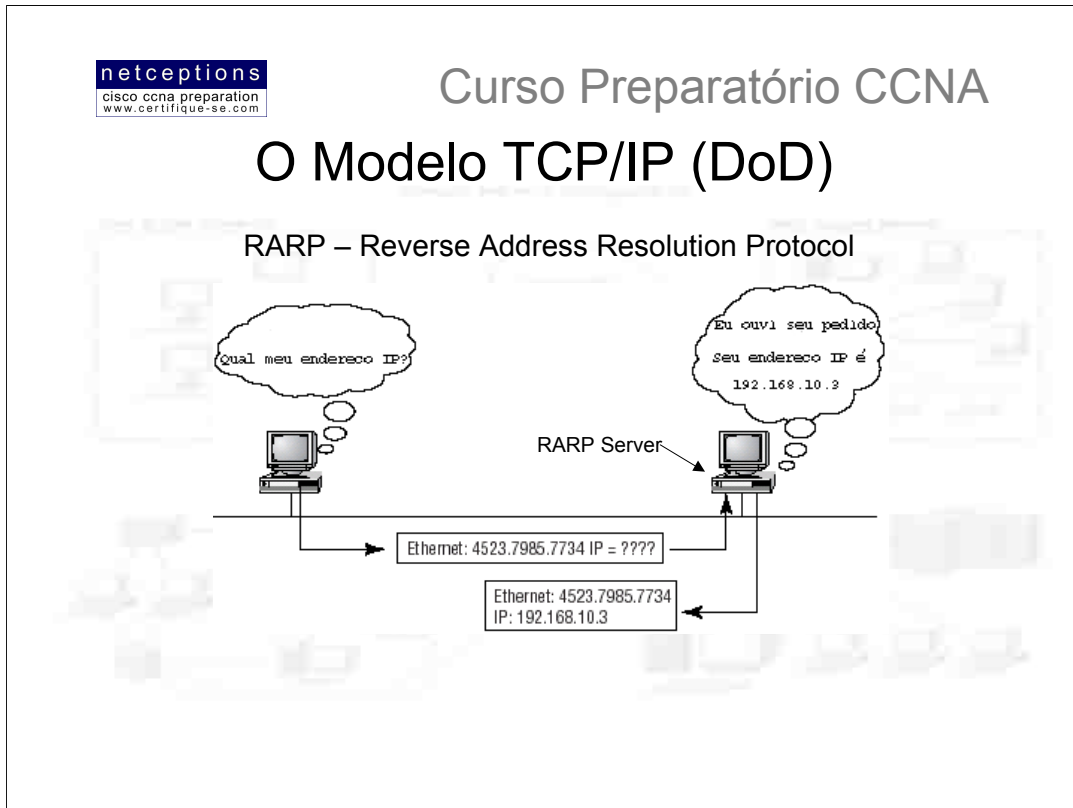 netceptions
cisco ccna preparation
www.certifique-se.com
Curso Preparatório CCNA
O Modelo TCP/IP (DoD)
RARP – Reverse Address Resolution Protocol
Qual meu endereco IP?
Eu ouvi seu pedido
Seu endereco IP é
192.168.10.3
RARP Server
Ethernet: 4523.7985.7734 IP = ????
Ethernet: 4523.7985.7734
IP: 192.168.10.3